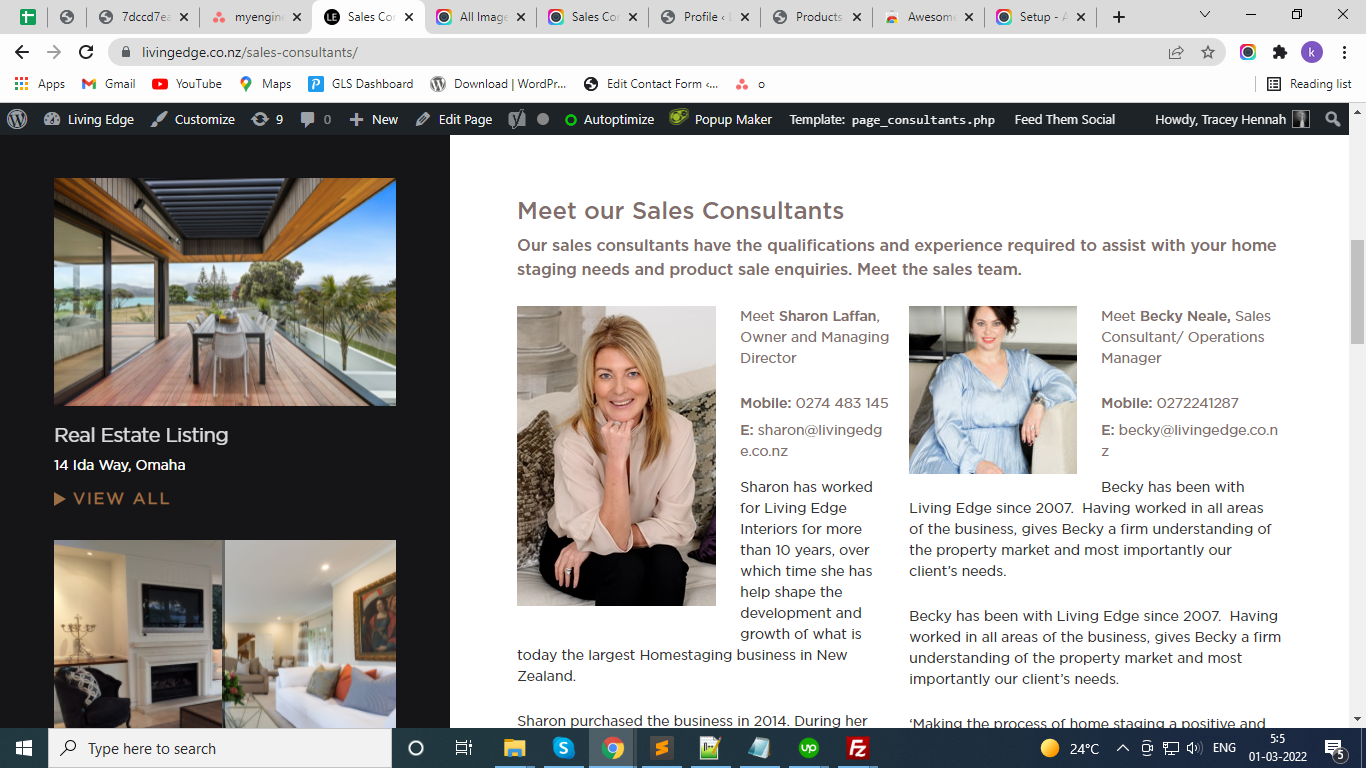 7dccd7ea
myengin
LE
Sales Con
All Image
Sales Con
Profile ‹ L
Products
Awesome
Setup - A
livingedge.co.nz/sales-consultants/
k
Apps
Gmail
YouTube
Maps
GLS Dashboard
Download | WordPr...
Edit Contact Form ‹...
o
Reading list
Living Edge
Customize
9
0
New
Edit Page
Autoptimize
Popup Maker
Template: page_consultants.php
Feed Them Social
Howdy, Tracey Hennah
Real Estate Listing
14 Ida Way, Omaha
VIEW ALL
Meet our Sales Consultants
Our sales consultants have the qualifications and experience required to assist with your home
staging needs and product sale enquiries. Meet the sales team.
Meet Sharon Laffan,
Owner and Managing
Director
Mobile: 0274 483 145
E: sharon@livingedg
e.co.nz
Sharon has worked
for Living Edge
Interiors for more
than 10 years, over
which time she has
help shape the
development and
growth of what is
today the largest Homestaging business in New
Zealand.
Sharon purchased the business in 2014. During her
Meet Becky Neale, Sales
Consultant/ Operations
Manager
Mobile: 0272241287
E: becky@livingedge.co.n
z
Becky has been with
Living Edge since 2007.  Having worked in all areas
of the business, gives Becky a firm understanding of
the property market and most importantly our
client's needs.
Becky has been with Living Edge since 2007.  Having
worked in all areas of the business, gives Becky a firm
understanding of the property market and most
importantly our client's needs.
'Making the process of home staging a positive and
Type here to search
24°C
ENG
5:5
01-03-2022
5